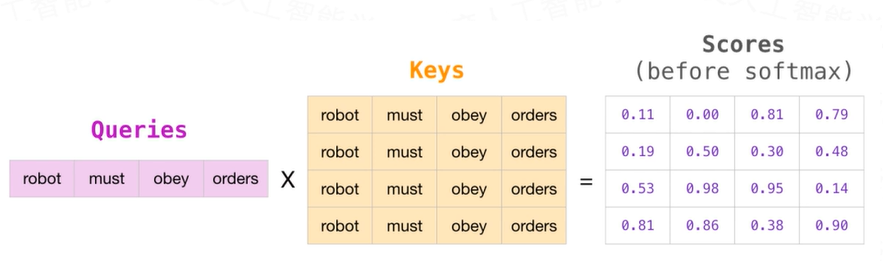 Scores
(before softmax)
Keys
Queries
robot must obey orders
X
robot must obey orders
robot must obey orders
robot must obey orders
robot must obey orders
=
0.11 0.00 0.81 0.79
0.19 0.50 0.30 0.48
0.53 0.98 0.95 0.14
0.81 0.86 0.38 0.90